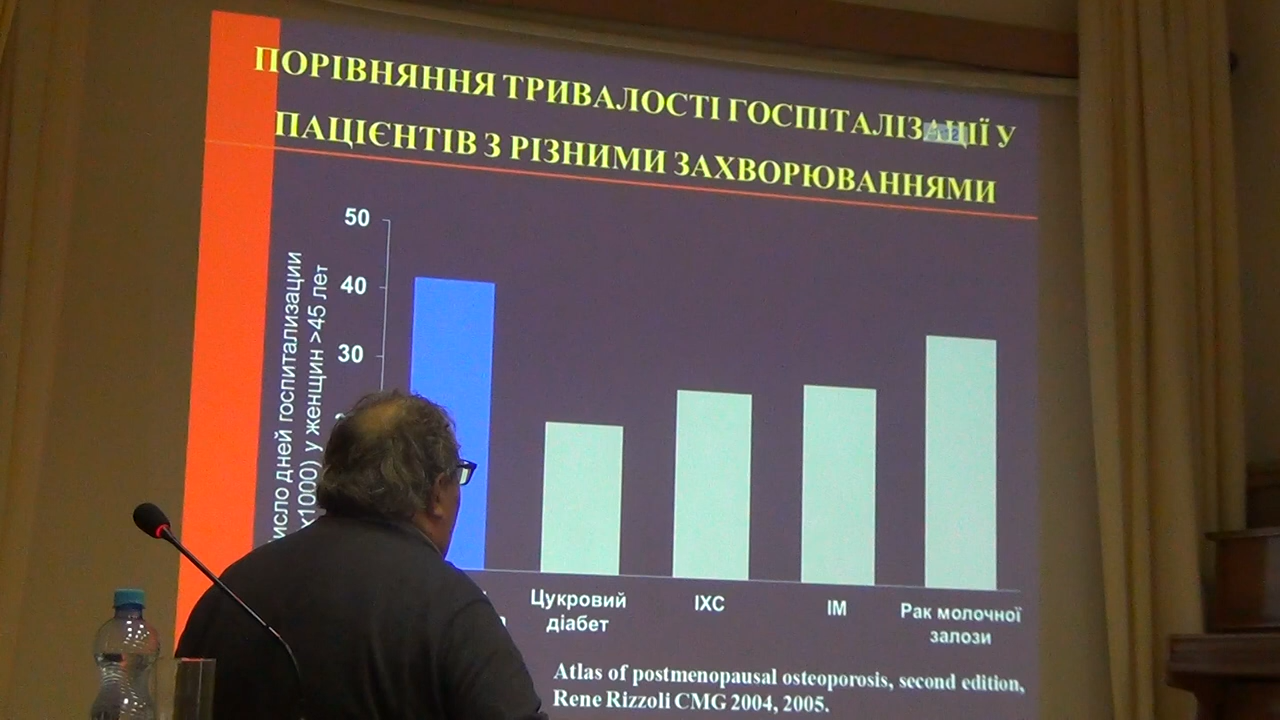 ПОРІВНЯННЯ ТРИВАЛОСТІ ГОСПІТАЛІЗАЦІЇ У
ПАЦІЄНТІВ З РІЗНИМИ ЗАХВОРЮВАННЯМИ
50
40
30
дней госпитализации
х1000) у женщин >45 лет
Цукровий
діабет
ІХС
ІМ
Рак молочної
залози
Atlas of postmenopausal osteoporosis, second edition,
Rene Rizzoli CMG 2004, 2005.